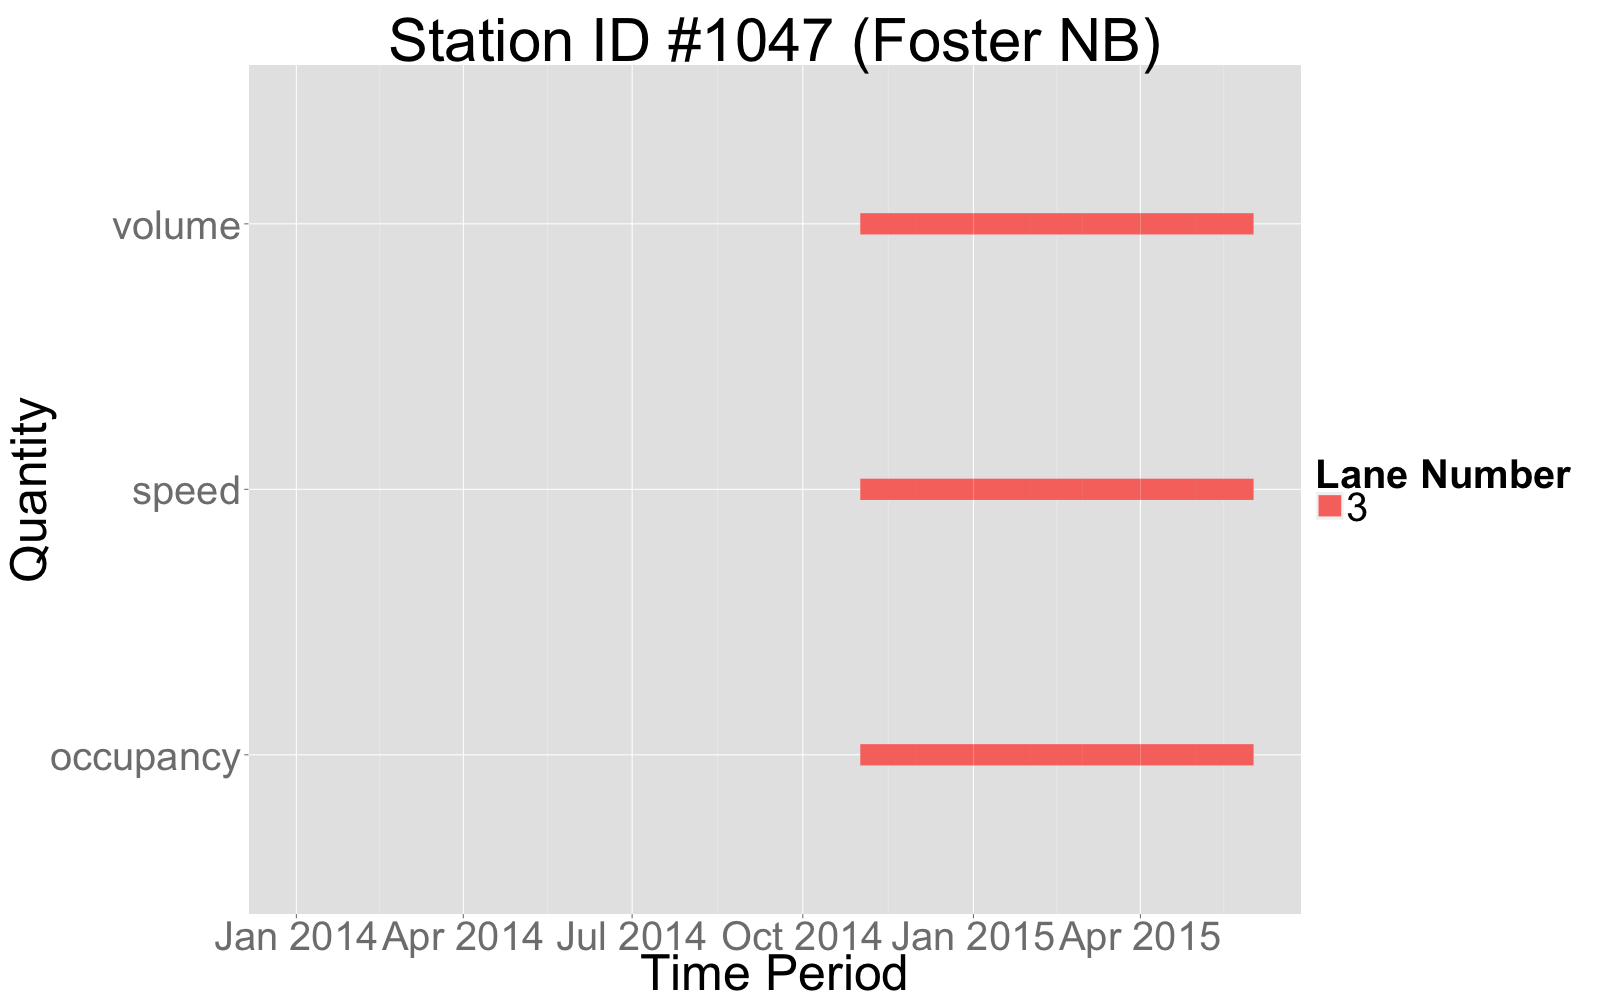 Station ID #1047 (Foster NB)
volume
speed
occupancy
Quantity
Lane Number
3
Jan 2014 Apr 2014 Jul 2014 Oct 2014 Jan 2015 Apr 2015
Time Period